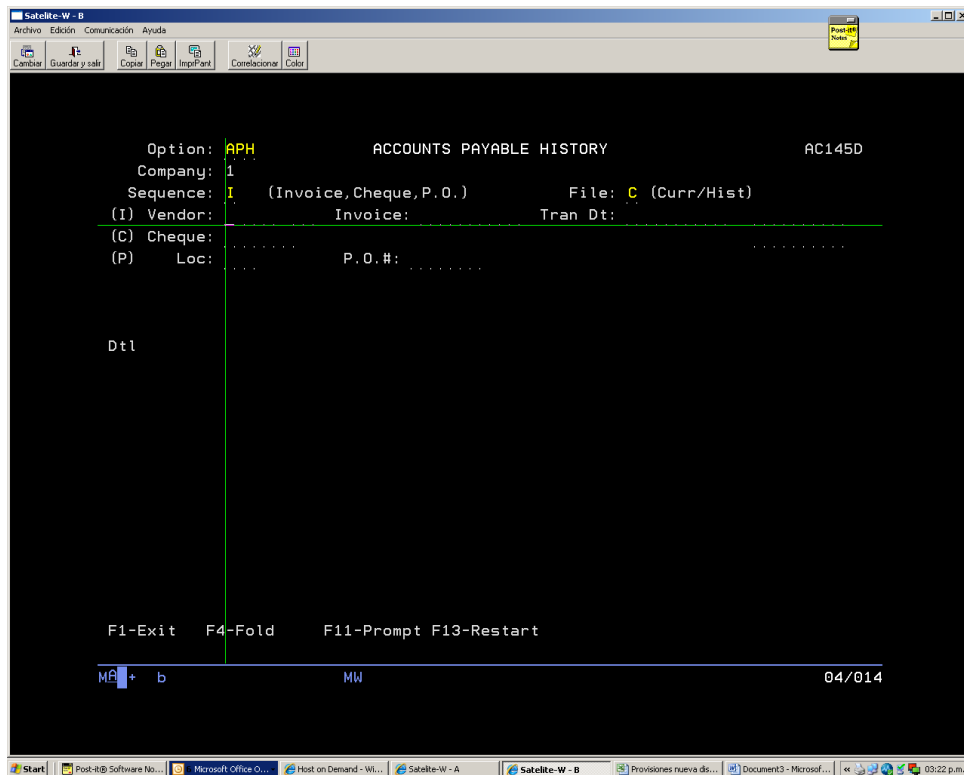 Satelite-W - B
Archivo Edición Comunicación Ayuda
Post-it® Notes
Cambiar Guardar y salir Copiar Pegar ImprPant Correlacionar Color
Option: APH ACCOUNTS PAYABLE HISTORY AC145D
Company: 1
Sequence: I (Invoice,Cheque,P.O.) File: C (Curr/Hist)
(I) Vendor: Invoice: Tran Dt:
(C) Cheque:
(P) Loc: P.O.#:
Dtl
F1-Exit F4-Fold F11-Prompt F13-Restart
MA + b MW 04/014
Start Post-it® Software No... Microsoft Office O... Host on Demand - Wi... Satelite-W - A Satelite-W - B Provisiones nueva dis... Document3 - Microsof... « 03:22 p.m.